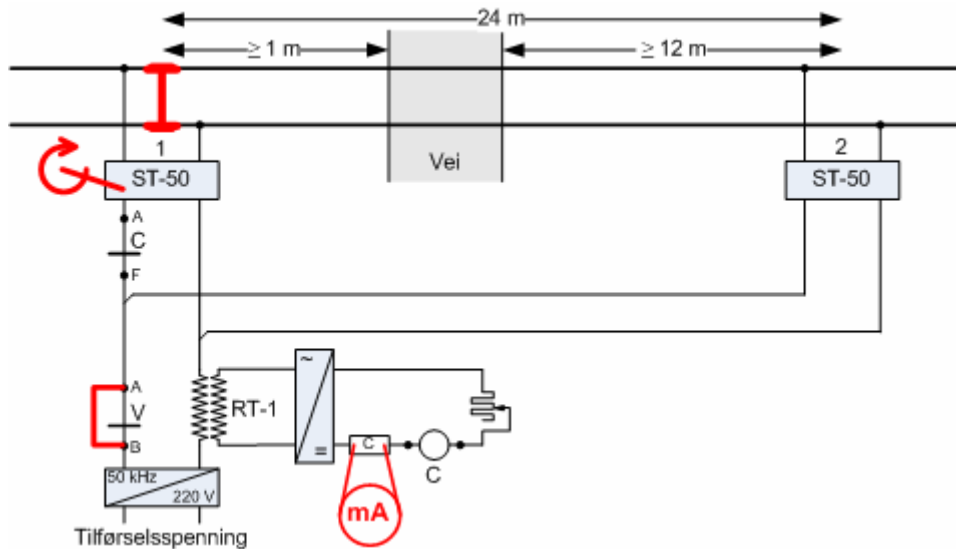 24 m
≥ 1 m
≥ 12 m
Vei
1
2
ST-50
ST-50
A
C
F
A
V
B
RT-1
~
=
C
C
50 kHz
220 V
mA
Tilførselsspenning